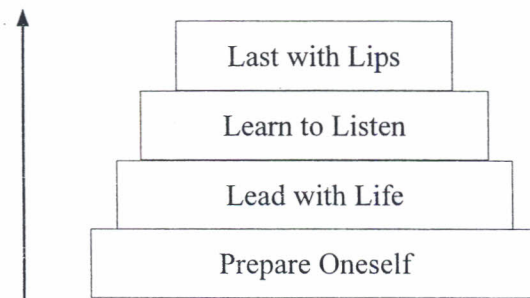 Last with Lips
Learn to Listen
Lead with Life
Prepare Oneself